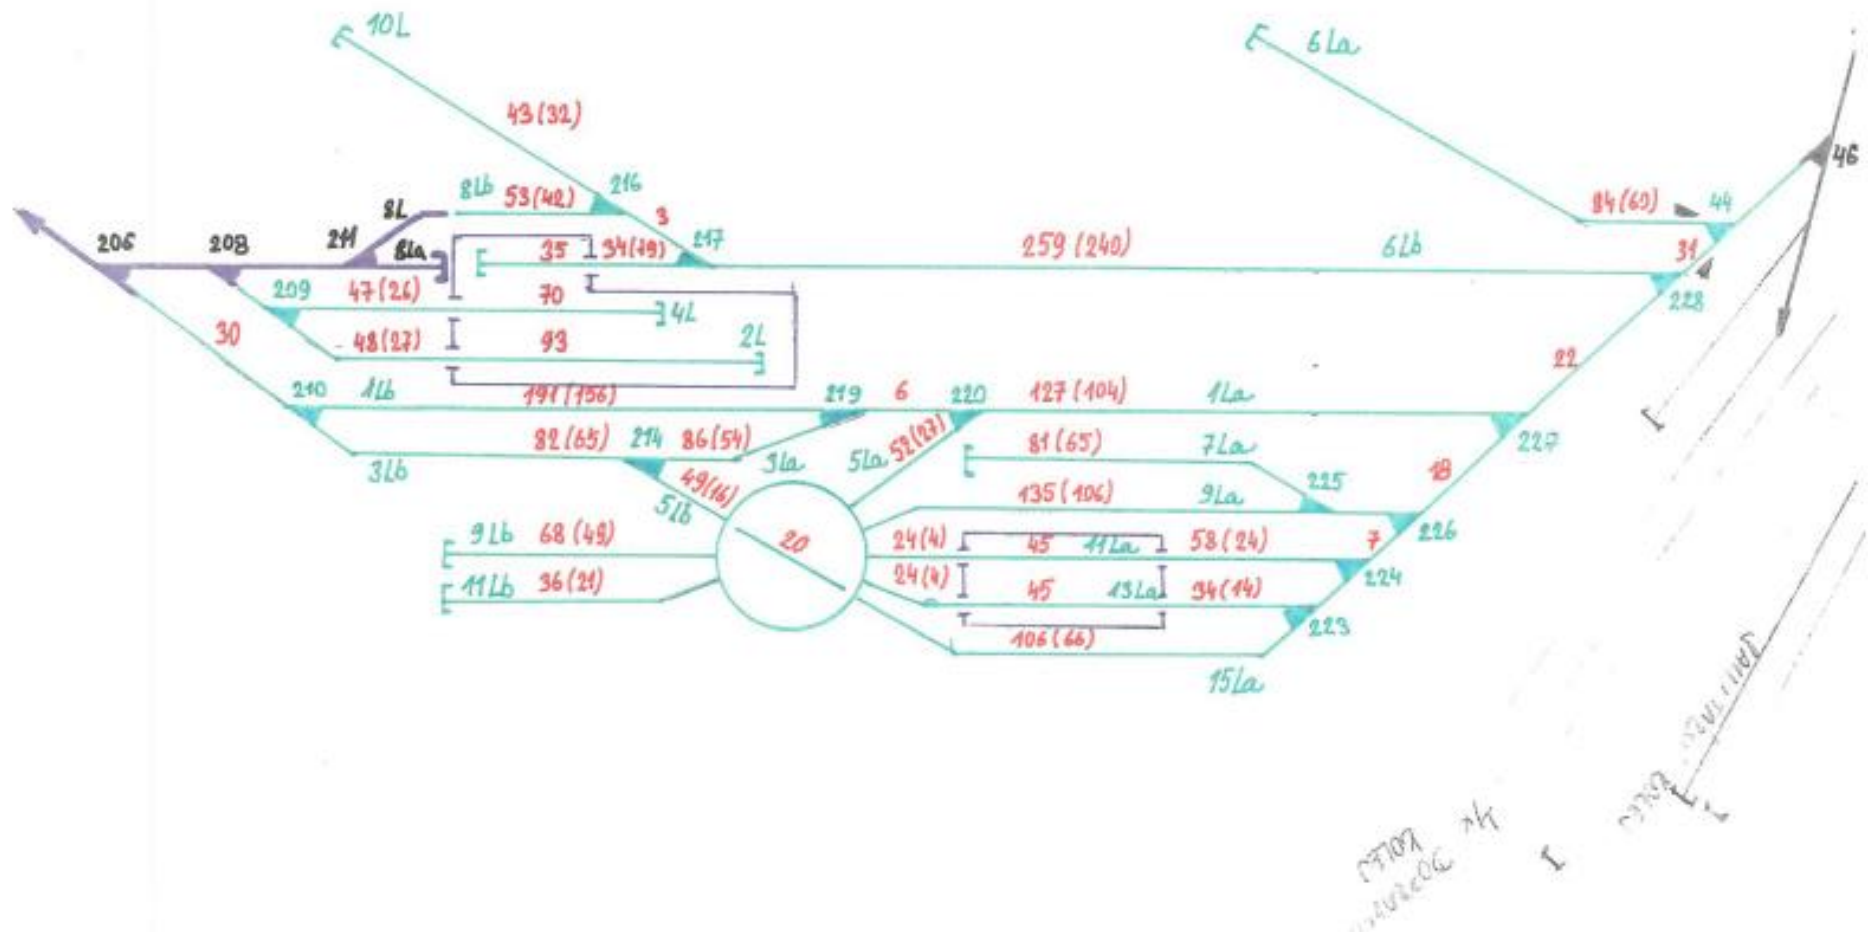 10L
6La
43(32)
46
8Lb 53(42) 216
84(60) 44
8L
3
206 208 211 8La
35 34(19) 217 259 (240) 6Lb 31
209 47(26) 70 4L
228
30 48(27) 93 2L
22
210 1Lb 191(156) 219 6 220 127(104) 1La
227
82(65) 214 86(54) 3La 5La 52(27) 81(65) 7La
3Lb 49(16) 18
225
5Lb 135(106) 9La
226
9Lb 68(49) 20 24(4) 45 11La 58(24) 7
224
11Lb 36(21) 24(4) 45 13La 34(14)
223
106(66)
15La